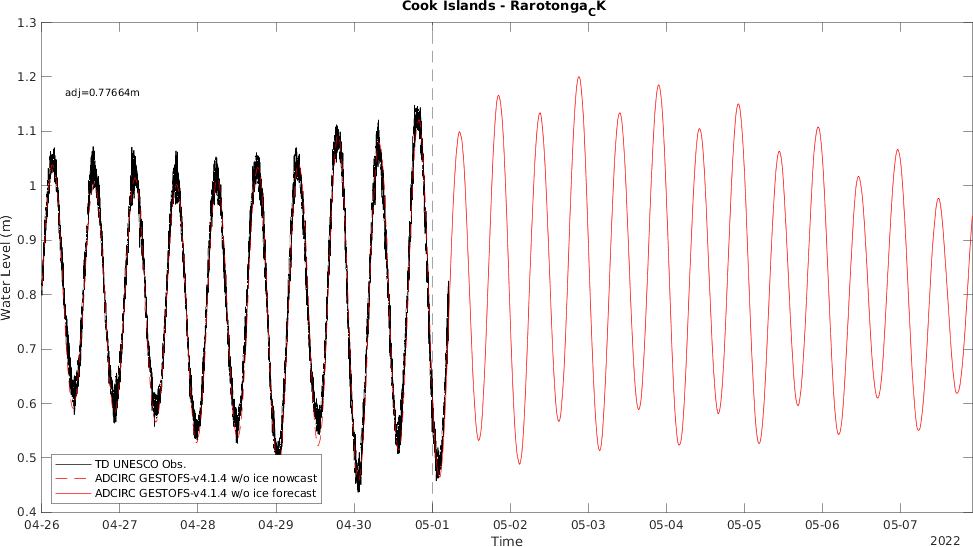 Cook Islands - Rarotonga_CK
1.3
1.2
1.1
1
0.9
0.8
0.7
0.6
0.5
0.4
Water Level (m)
adj=0.77664m
TD UNESCO Obs.
ADCIRC GESTOFS-v4.1.4 w/o ice nowcast
ADCIRC GESTOFS-v4.1.4 w/o ice forecast
04-26 04-27 04-28 04-29 04-30 05-01 05-02 05-03 05-04 05-05 05-06 05-07
Time
2022